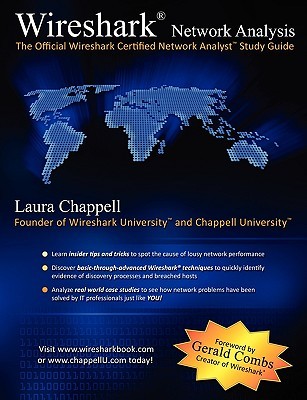 Wireshark® Network Analysis
The Official Wireshark Certified Network Analyst™ Study Guide
Laura Chappell
Founder of Wireshark University™ and Chappell University™
Learn insider tips and tricks to spot the cause of lousy network performance
Discover basic-through-advanced Wireshark® techniques to quickly identify
evidence of discovery processes and breached hosts
Analyze real world case studies to see how network problems have been
solved by IT professionals just like YOU!
Visit www.wiresharkbook.com
or www.chappellU.com today!
Foreword by
Gerald Combs
Creator of Wireshark®